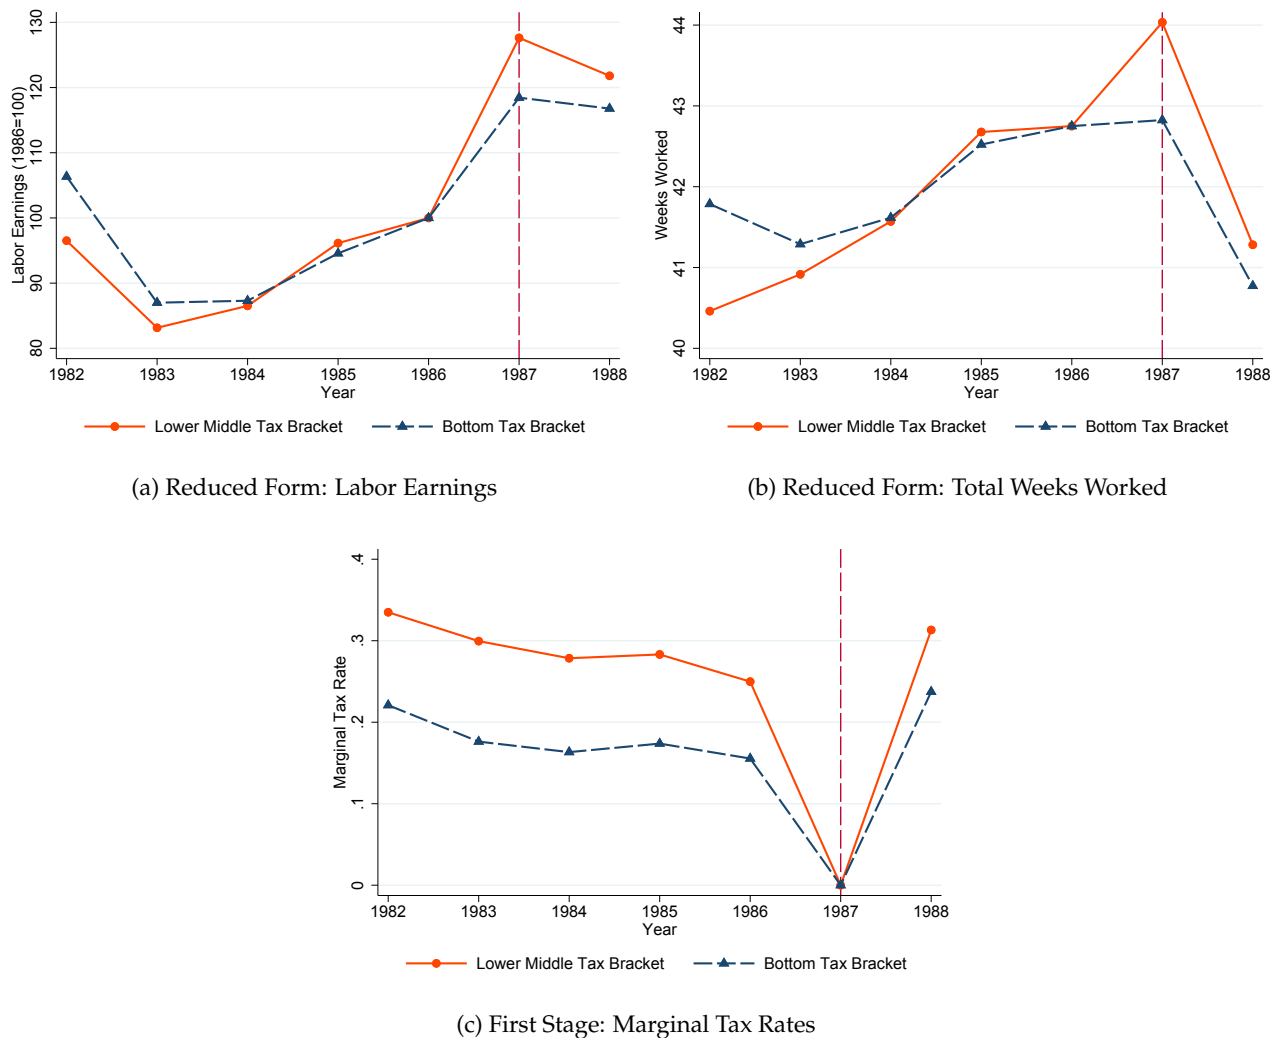 Labor Earnings (1986=100)
130
120
110
100
90
80
1982 1983 1984 1985 1986 1987 1988
Year
Lower Middle Tax Bracket Bottom Tax Bracket
(a) Reduced Form: Labor Earnings
Weeks Worked
44
43
42
41
40
1982 1983 1984 1985 1986 1987 1988
Year
Lower Middle Tax Bracket Bottom Tax Bracket
(b) Reduced Form: Total Weeks Worked
Marginal Tax Rate
.4
.3
.2
.1
0
1982 1983 1984 1985 1986 1987 1988
Year
Lower Middle Tax Bracket Bottom Tax Bracket
(c) First Stage: Marginal Tax Rates